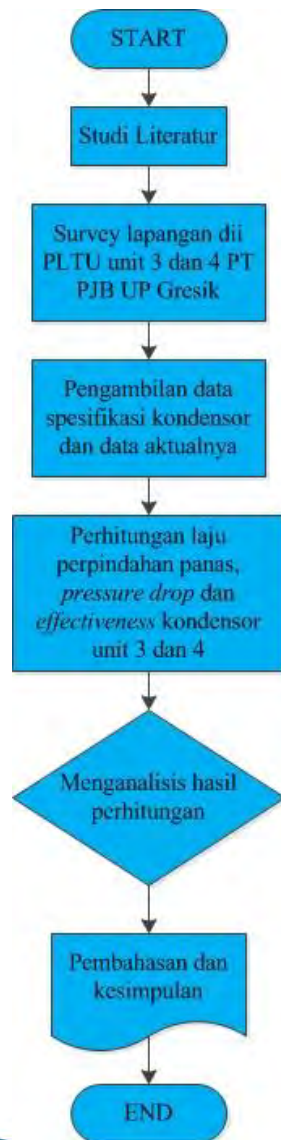 START
Studi Literatur
Survey lapangan dii
PLTU unit 3 dan 4 PT
PJB UP Gresik
Pengambilan data
spesifikasi kondensor
dan data aktualnya
Perhitungan laju
perpindahan panas,
pressure drop dan
effectiveness kondensor
unit 3 dan 4
Menganalisis hasil
perhitungan
Pembahasan dan
kesimpulan
END